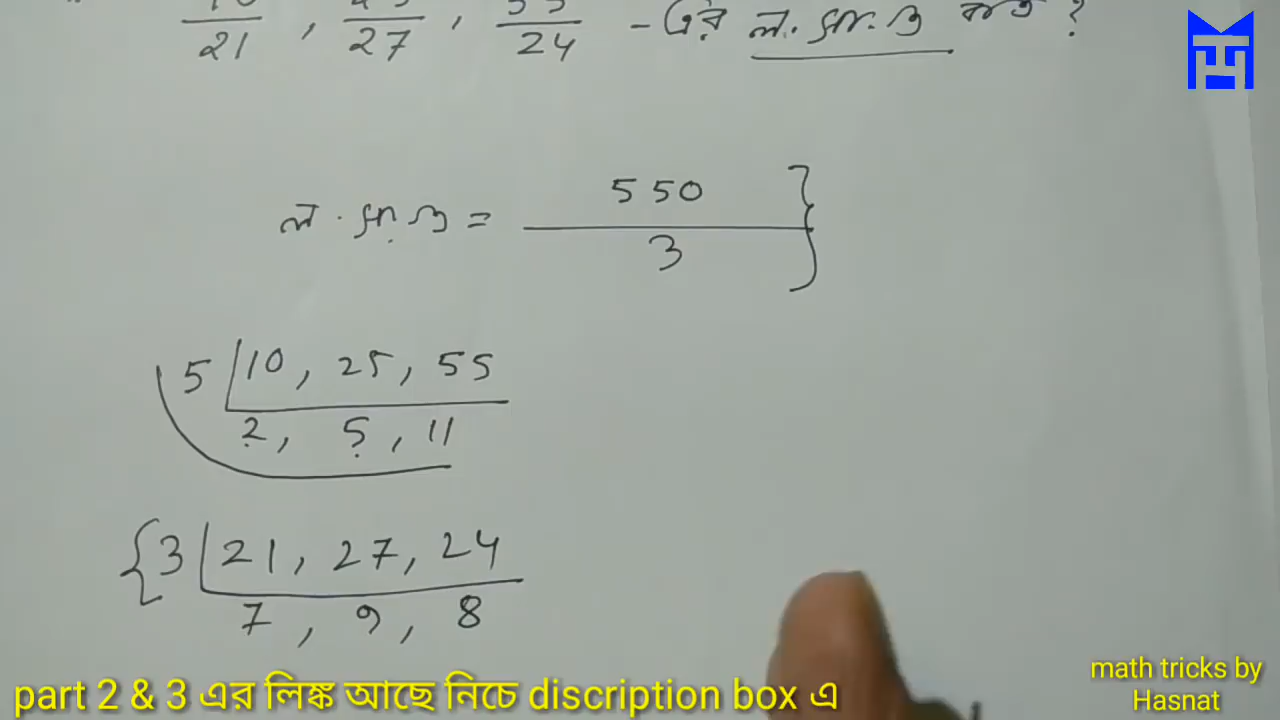 21 , 27 , 24 - এর ল.সা.গু কত ?
ল.সা.গু = 550
3
5 10 , 25 , 55
2 , 5 , 11
3 21 , 27 , 24
7 , 9 , 8
part 2 & 3 এর লিঙ্ক আছে নিচে discription box এ
math tricks by
Hasnat